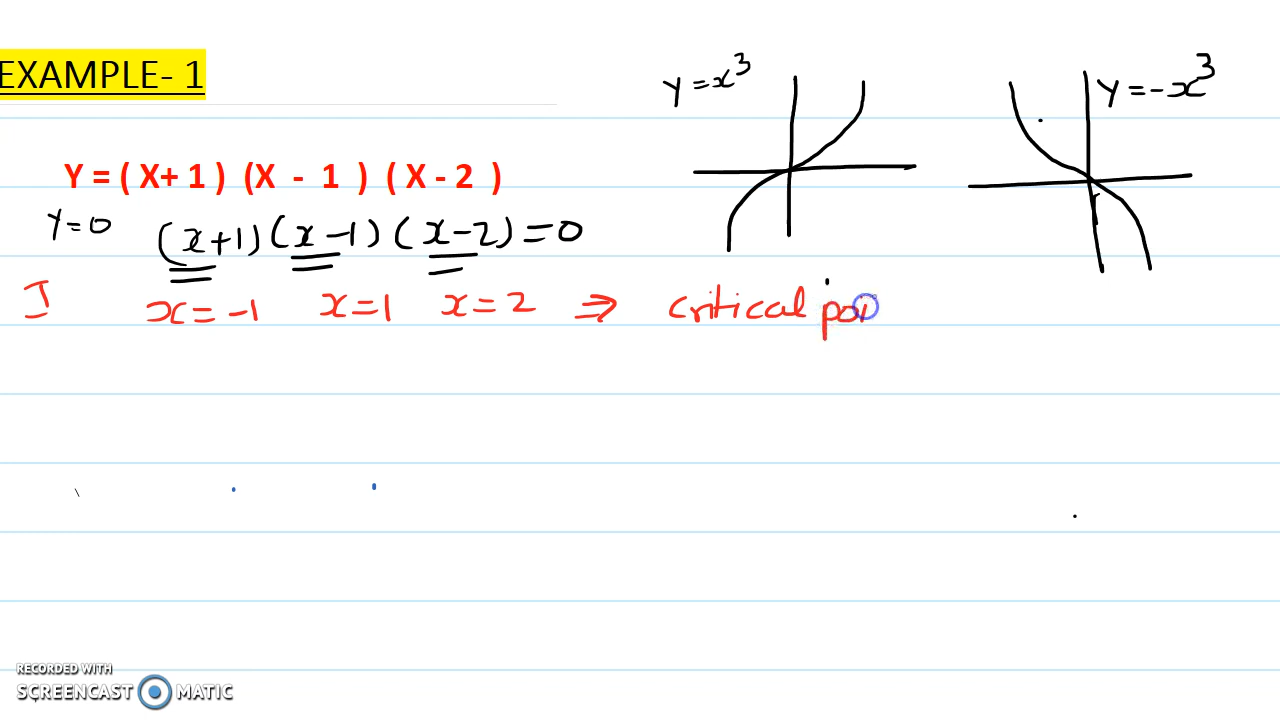 EXAMPLE- 1
Y = x³
Y = -x³
Y = ( X+ 1 ) (X - 1 ) ( X - 2 )
Y = 0 (x+1) (x-1) (x-2) = 0
I x = -1 x = 1 x = 2 ⇒ critical poi
RECORDED WITH
SCREENCAST MATIC